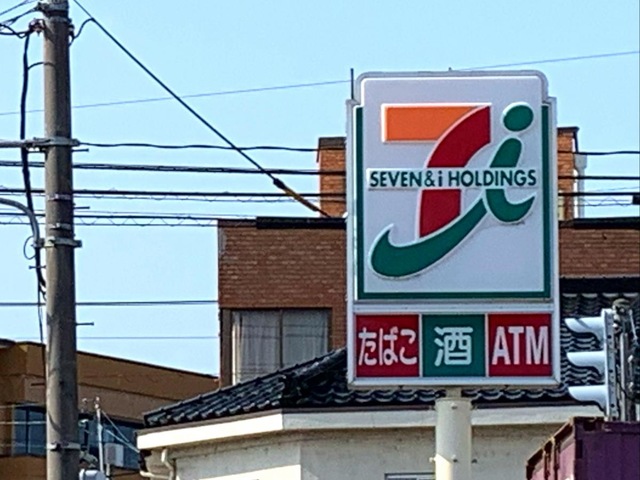 SEVEN & i HOLDINGS
たばこ 酒 ATM